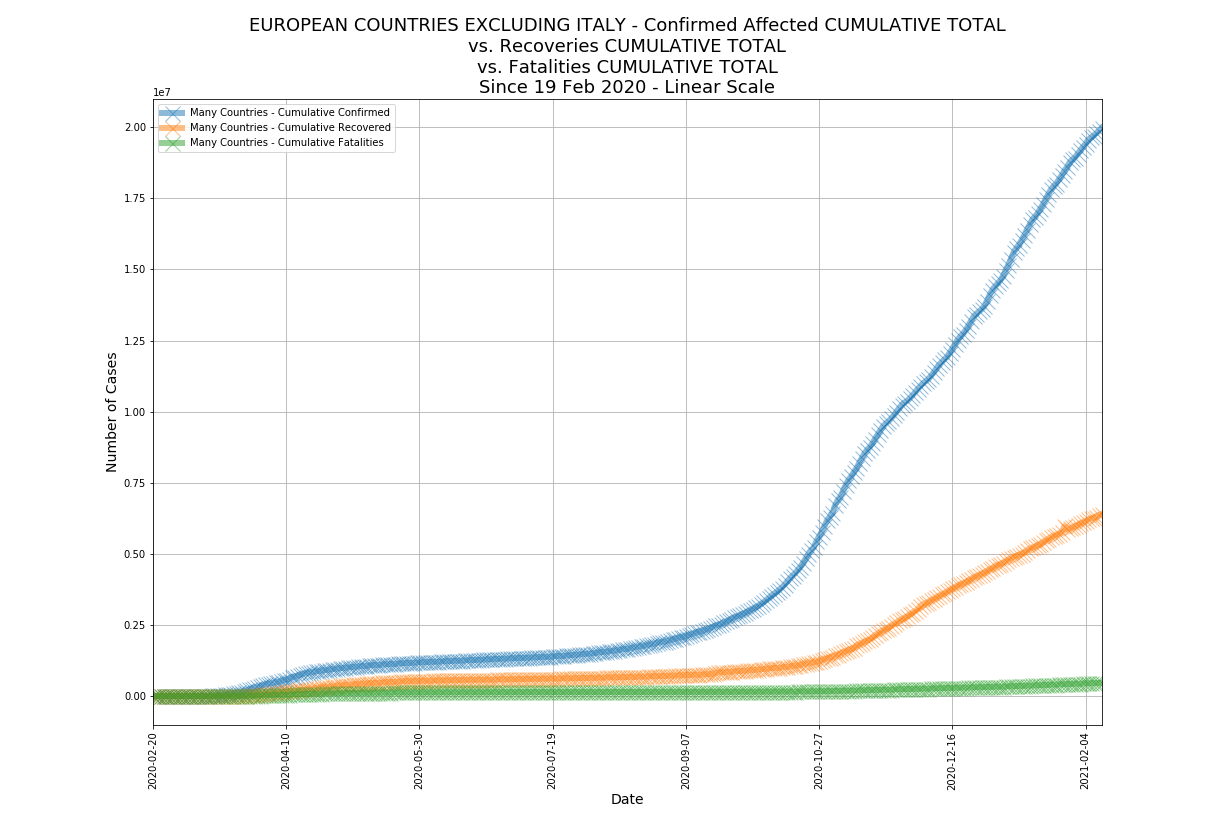 EUROPEAN COUNTRIES EXCLUDING ITALY - Confirmed Affected CUMULATIVE TOTAL
vs. Recoveries CUMULATIVE TOTAL
vs. Fatalities CUMULATIVE TOTAL
Since 19 Feb 2020 - Linear Scale
1e7
Many Countries - Cumulative Confirmed
Many Countries - Cumulative Recovered
Many Countries - Cumulative Fatalities
2.00
1.75
1.50
1.25
1.00
0.75
0.50
0.25
0.00
Number of Cases
2020-02-20
2020-04-10
2020-05-30
2020-07-19
2020-09-07
2020-10-27
2020-12-16
2021-02-04
Date